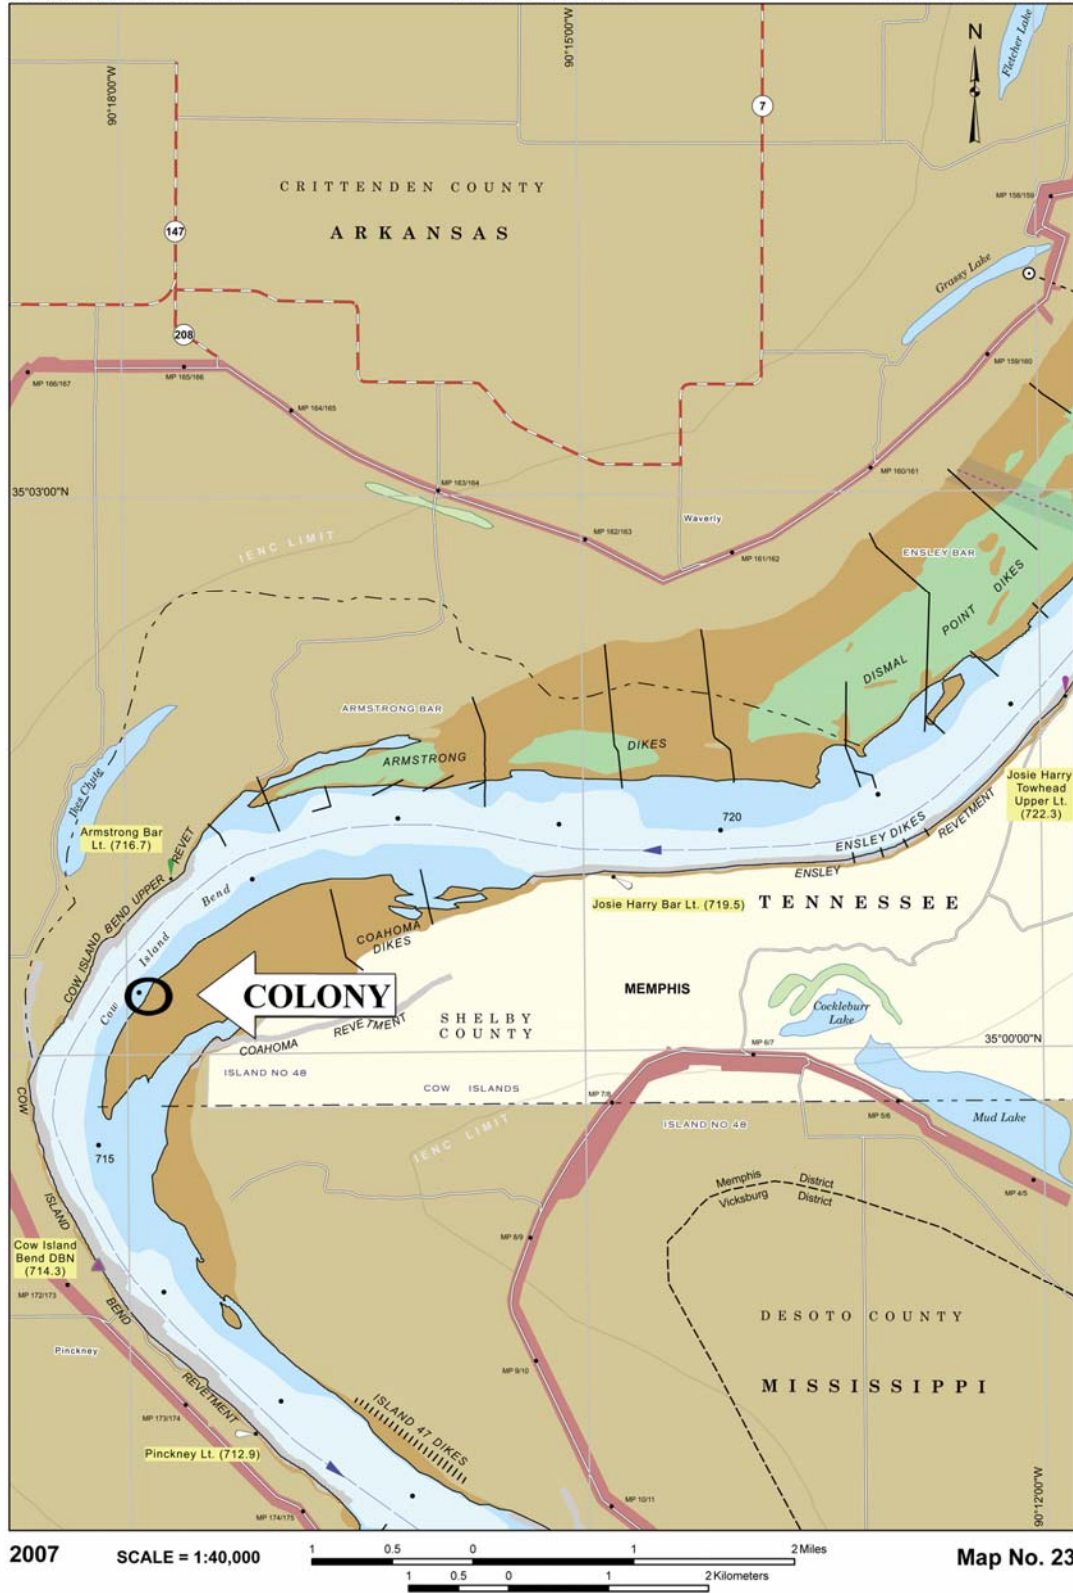 90°18'00"W
90°15'00"W
N
Fletcher Lake
7
MP 158/159
CRITTENDEN COUNTY
ARKANSAS
147
Grassy Lake
208
MP 159/160
MP 166/167
MP 165/166
MP 164/165
MP 160/161
35°03'00"N
MP 163/164
Waverly
MP 162/163
IENC LIMIT
MP 161/162
ENSLEY BAR
DISMAL POINT DIKES
ARMSTRONG BAR
ARMSTRONG DIKES
Ikes Chute
Josie Harry
Towhead
Upper Lt.
(722.3)
720
Armstrong Bar
Lt. (716.7)
COW ISLAND BEND UPPER REVET
ENSLEY DIKES
ENSLEY REVETMENT
Cow Island Bend
Josie Harry Bar Lt. (719.5)
TENNESSEE
COAHOMA
DIKES
COLONY
MEMPHIS
Cockleburr
Lake
SHELBY
COUNTY
COAHOMA REVETMENT
35°00'00"N
MP 6/7
ISLAND NO 48
COW ISLANDS
MP 7/8
MP 5/6
Mud Lake
ISLAND NO 48
IENC LIMIT
715
COW ISLAND BEND REVETMENT
Memphis District
Vicksburg District
MP 4/5
Cow Island
Bend DBN
(714.3)
MP 8/9
MP 172/173
DESOTO COUNTY
Pinckney
MP 9/10
MISSISSIPPI
MP 173/174
ISLAND 47 DIKES
Pinckney Lt. (712.9)
90°12'00"W
MP 10/11
MP 174/175
2007
SCALE = 1:40,000
1 0.5 0 1 2 Miles
1 0.5 0 1 2 Kilometers
Map No. 23